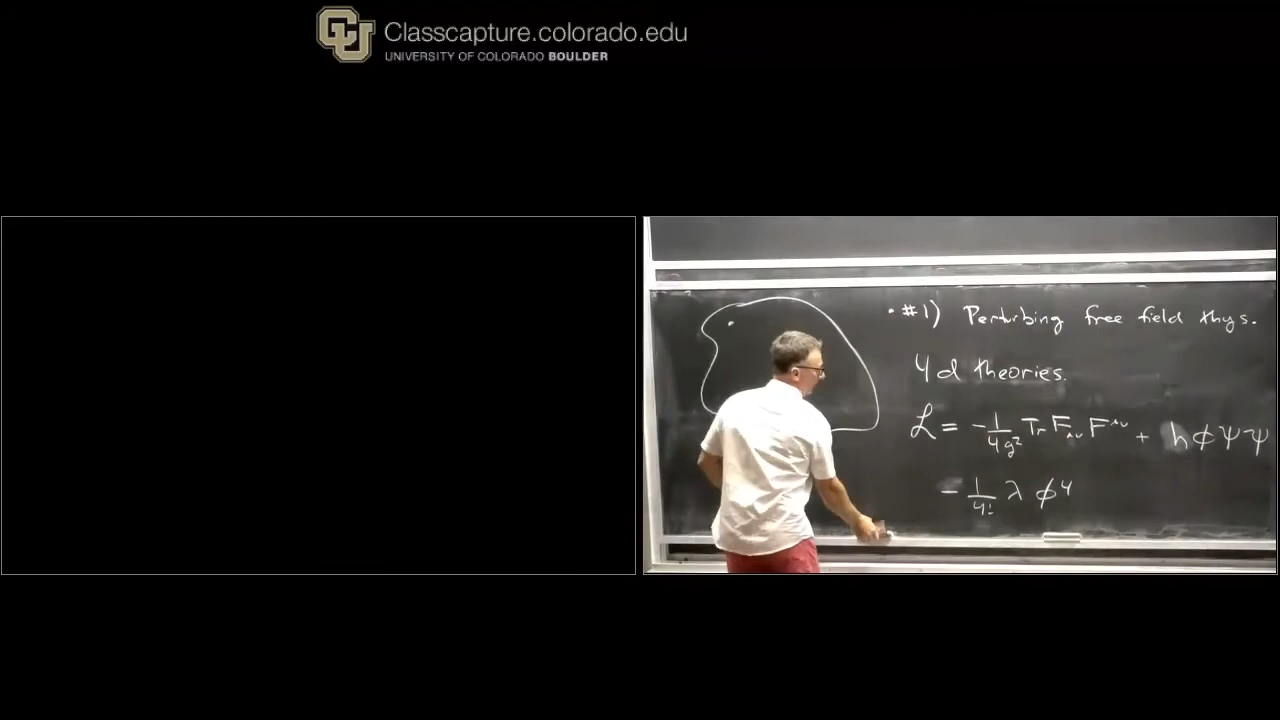 Classcapture.colorado.edu
UNIVERSITY OF COLORADO BOULDER
• #1) Perturbing free field thys.
4d theories.
ℒ = - 1/4g² Tr F_μν F^μν + h φ ψ ψ
- 1/4! λ φ⁴